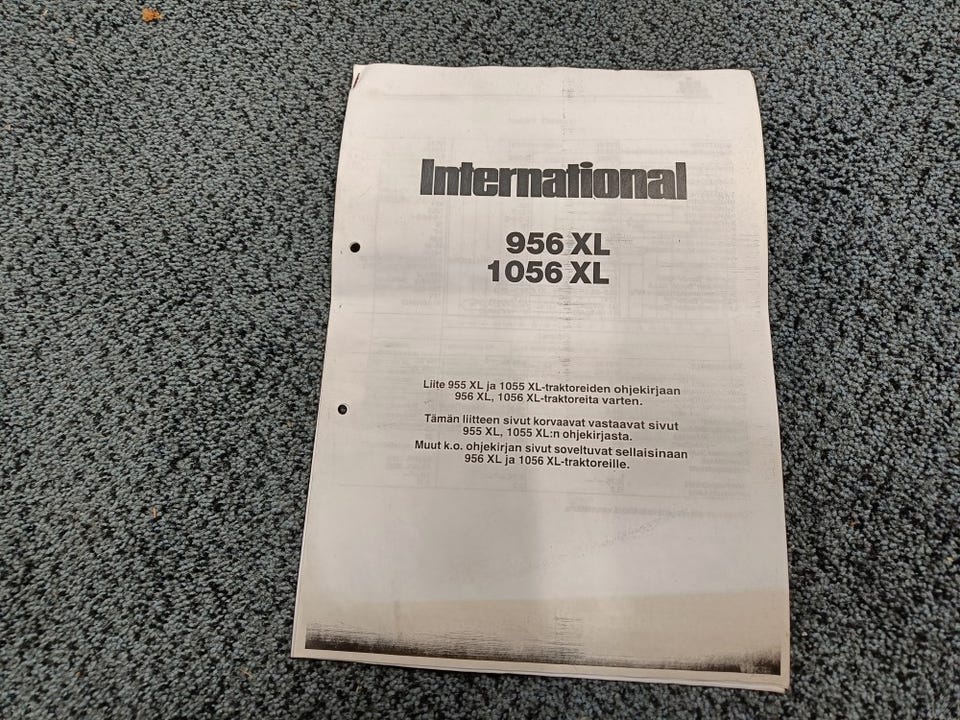 International
956 XL
1056 XL
Liite 955 XL ja 1055 XL-traktoreiden ohjekirjaan
956 XL, 1056 XL-traktoreita varten.
Tämän liitteen sivut korvaavat vastaavat sivut
955 XL, 1055 XL:n ohjekirjasta.
Muut k.o. ohjekirjan sivut soveltuvat sellaisinaan
956 XL ja 1056 XL-traktoreille.